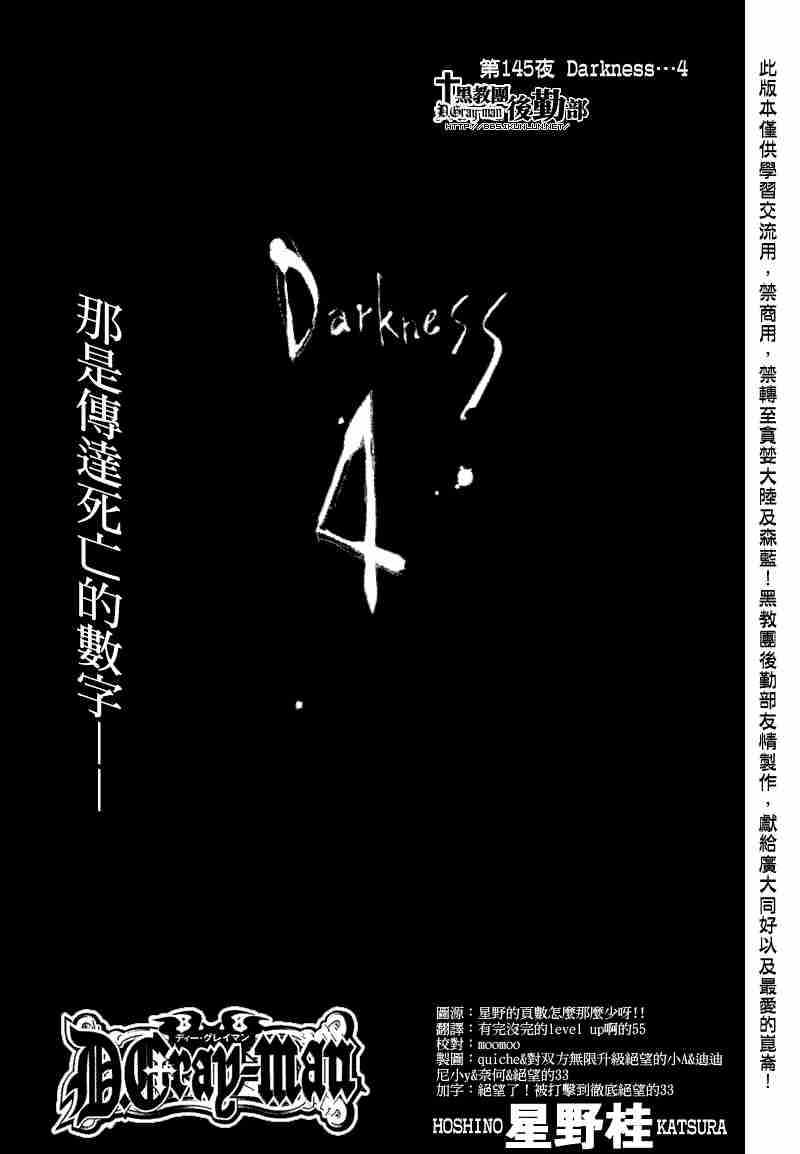 第145夜 Darkness…4
黑教團
D.Gray-man後勤部
HTTP://DGSIKUNLUN.NET/
此版本僅供學習交流用，禁商用，禁轉至貪婪大陸及森藍！黑教團後勤部友情製作，獻給廣大同好以及最愛的崑崙！
Darkness
4
那是傳達死亡的數字——
ディー・グレイマン
D.Gray-man
圖源：星野的頁數怎麼那麼少呀!!
翻譯：有完沒完的level up啊的55
校對：moomoo
製圖：quiche&對双方無限升級絕望的小A&迪迪
尼小y&奈何&絕望的33
加字：絕望了！被打擊到徹底絕望的33
HOSHINO 星野桂 KATSURA